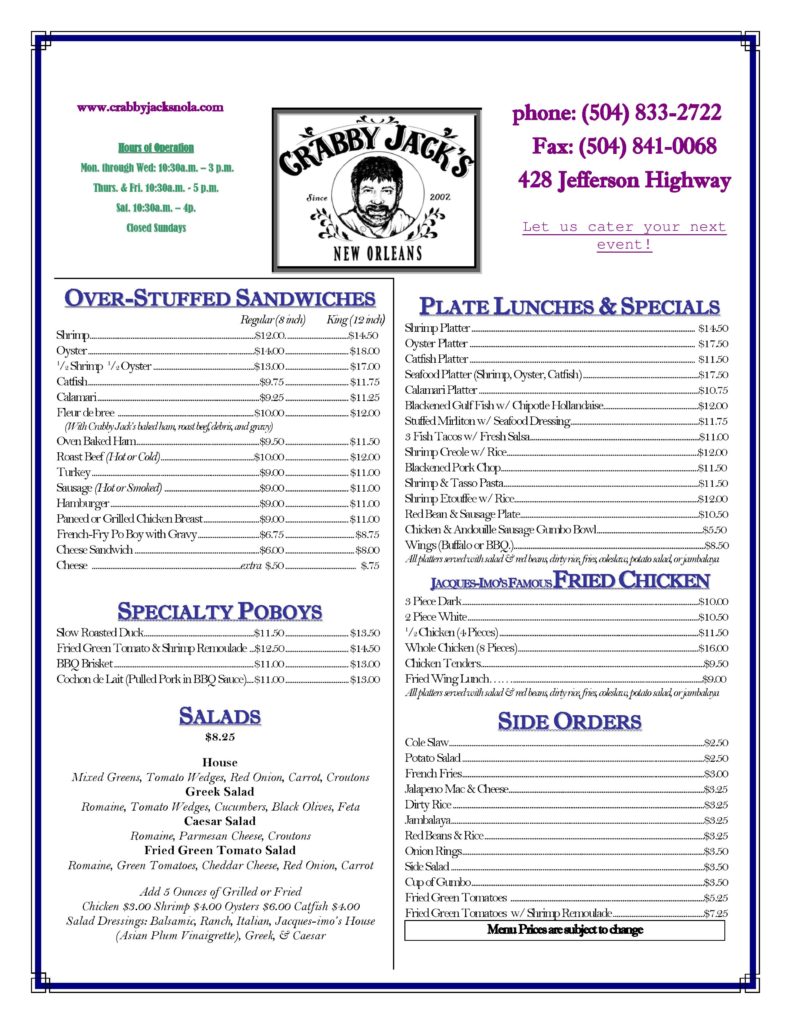 www.crabbyjacksnola.com
Hours of Operation
Mon. through Wed: 10:30a.m. – 3 p.m.
Thurs. & Fri. 10:30a.m. - 5 p.m.
Sat. 10:30a.m. – 4p.
Closed Sundays
CRABBY JACK'S
Since 2002
NEW ORLEANS
phone: (504) 833-2722
Fax: (504) 841-0068
428 Jefferson Highway
Let us cater your next
event!
OVER-STUFFED SANDWICHES
Regular (8 inch) King (12 inch)
Shrimp...$12.00...$14.50
Oyster...$14.00...$18.00
½ Shrimp ½ Oyster...$13.00...$17.00
Catfish...$9.75...$11.75
Calamari...$9.25...$11.25
Fleur de bree...$10.00...$12.00
(With Crabby Jack's baked ham, roast beef, debris, and gravy)
Oven Baked Ham...$9.50...$11.50
Roast Beef (Hot or Cold)...$10.00...$12.00
Turkey...$9.00...$11.00
Sausage (Hot or Smoked)...$9.00...$11.00
Hamburger...$9.00...$11.00
Paneed or Grilled Chicken Breast...$9.00...$11.00
French-Fry Po Boy with Gravy...$6.75...$8.75
Cheese Sandwich...$6.00...$8.00
Cheese...extra $.50...$.75
SPECIALTY POBOYS
Slow Roasted Duck...$11.50...$13.50
Fried Green Tomato & Shrimp Remoulade...$12.50...$14.50
BBQ Brisket...$11.00...$13.00
Cochon de Lait (Pulled Pork in BBQ Sauce)...$11.00...$13.00
SALADS
$8.25
House
Mixed Greens, Tomato Wedges, Red Onion, Carrot, Croutons
Greek Salad
Romaine, Tomato Wedges, Cucumbers, Black Olives, Feta
Caesar Salad
Romaine, Parmesan Cheese, Croutons
Fried Green Tomato Salad
Romaine, Green Tomatoes, Cheddar Cheese, Red Onion, Carrot
Add 5 Ounces of Grilled or Fried
Chicken $3.00 Shrimp $4.00 Oysters $6.00 Catfish $4.00
Salad Dressings: Balsamic, Ranch, Italian, Jacques-imo's House
(Asian Plum Vinaigrette), Greek, & Caesar
PLATE LUNCHES & SPECIALS
Shrimp Platter...$14.50
Oyster Platter...$17.50
Catfish Platter...$11.50
Seafood Platter (Shrimp, Oyster, Catfish)...$17.50
Calamari Platter...$10.75
Blackened Gulf Fish w/ Chipotle Hollandaise...$12.00
Stuffed Mirliton w/ Seafood Dressing...$11.75
3 Fish Tacos w/ Fresh Salsa...$11.00
Shrimp Creole w/ Rice...$12.00
Blackened Pork Chop...$11.50
Shrimp & Tasso Pasta...$11.50
Shrimp Etouffee w/ Rice...$12.00
Red Bean & Sausage Plate...$10.50
Chicken & Andouille Sausage Gumbo Bowl...$5.50
Wings (Buffalo or BBQ.)...$8.50
All platters served with salad & red beans, dirty rice, fries, coleslaw, potato salad, or jambalaya
JACQUES-IMO'S FAMOUS FRIED CHICKEN
3 Piece Dark...$10.00
2 Piece White...$10.50
½ Chicken (4 Pieces)...$11.50
Whole Chicken (8 Pieces)...$16.00
Chicken Tenders...$9.50
Fried Wing Lunch...$9.00
All platters served with salad & red beans, dirty rice, fries, coleslaw, potato salad, or jambalaya
SIDE ORDERS
Cole Slaw...$2.50
Potato Salad...$2.50
French Fries...$3.00
Jalapeno Mac & Cheese...$3.25
Dirty Rice...$3.25
Jambalaya...$3.25
Red Beans & Rice...$3.25
Onion Rings...$3.50
Side Salad...$3.50
Cup of Gumbo...$3.50
Fried Green Tomatoes...$5.25
Fried Green Tomatoes w/ Shrimp Remoulade...$7.25
Menu Prices are subject to change